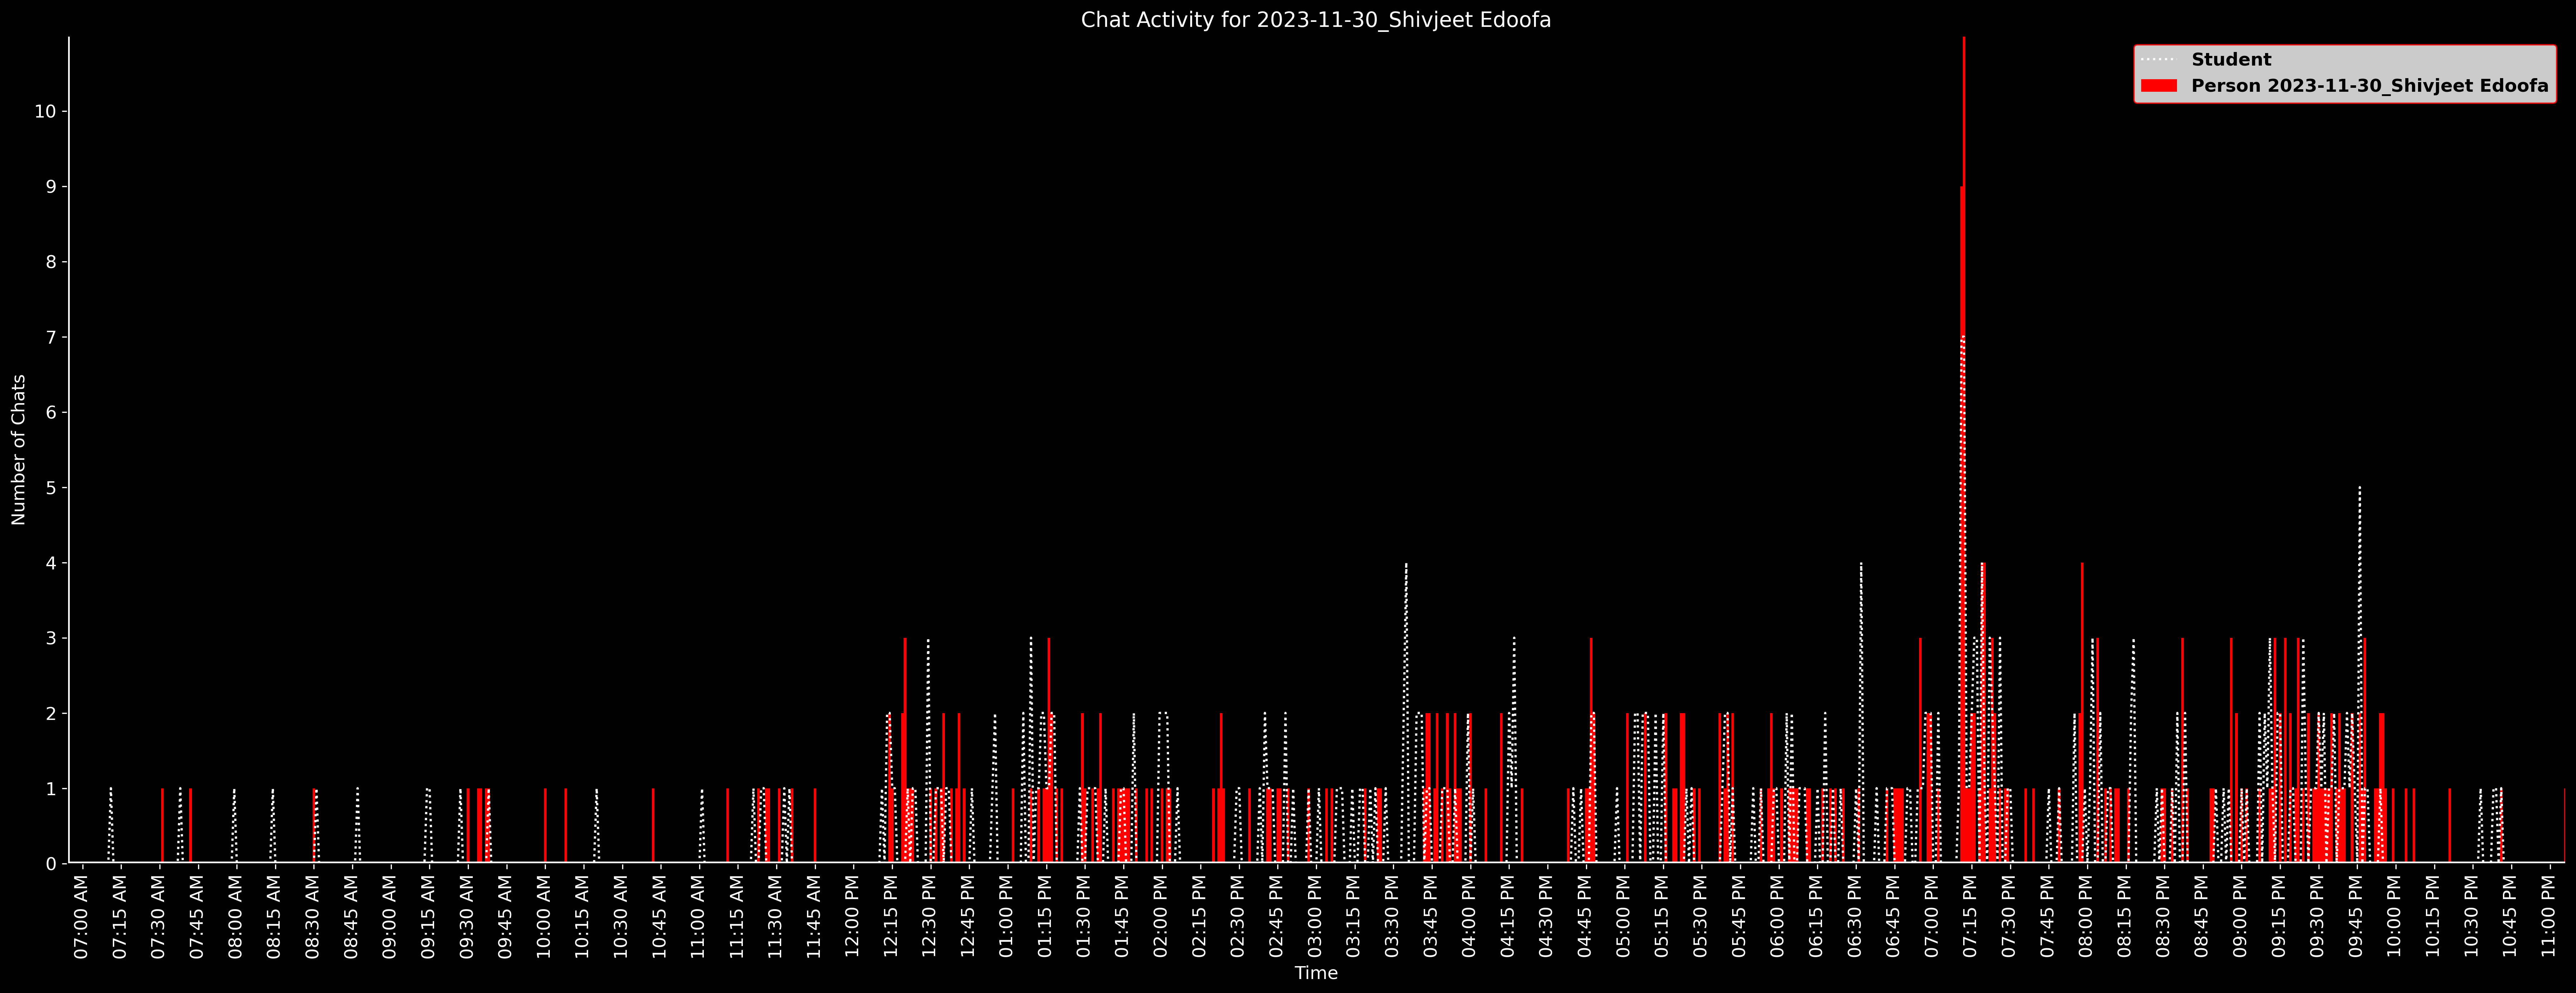 Chat Activity for 2023-11-30_Shivjeet Edoofa
Student
Person 2023-11-30_Shivjeet Edoofa
Number of Chats
10
9
8
7
6
5
4
3
2
1
0
07:00 AM
07:15 AM
07:30 AM
07:45 AM
08:00 AM
08:15 AM
08:30 AM
08:45 AM
09:00 AM
09:15 AM
09:30 AM
09:45 AM
10:00 AM
10:15 AM
10:30 AM
10:45 AM
11:00 AM
11:15 AM
11:30 AM
11:45 AM
12:00 PM
12:15 PM
12:30 PM
12:45 PM
01:00 PM
01:15 PM
01:30 PM
01:45 PM
02:00 PM
02:15 PM
02:30 PM
02:45 PM
03:00 PM
03:15 PM
03:30 PM
03:45 PM
04:00 PM
04:15 PM
04:30 PM
04:45 PM
05:00 PM
05:15 PM
05:30 PM
05:45 PM
06:00 PM
06:15 PM
06:30 PM
06:45 PM
07:00 PM
07:15 PM
07:30 PM
07:45 PM
08:00 PM
08:15 PM
08:30 PM
08:45 PM
09:00 PM
09:15 PM
09:30 PM
09:45 PM
10:00 PM
10:15 PM
10:30 PM
10:45 PM
11:00 PM
Time